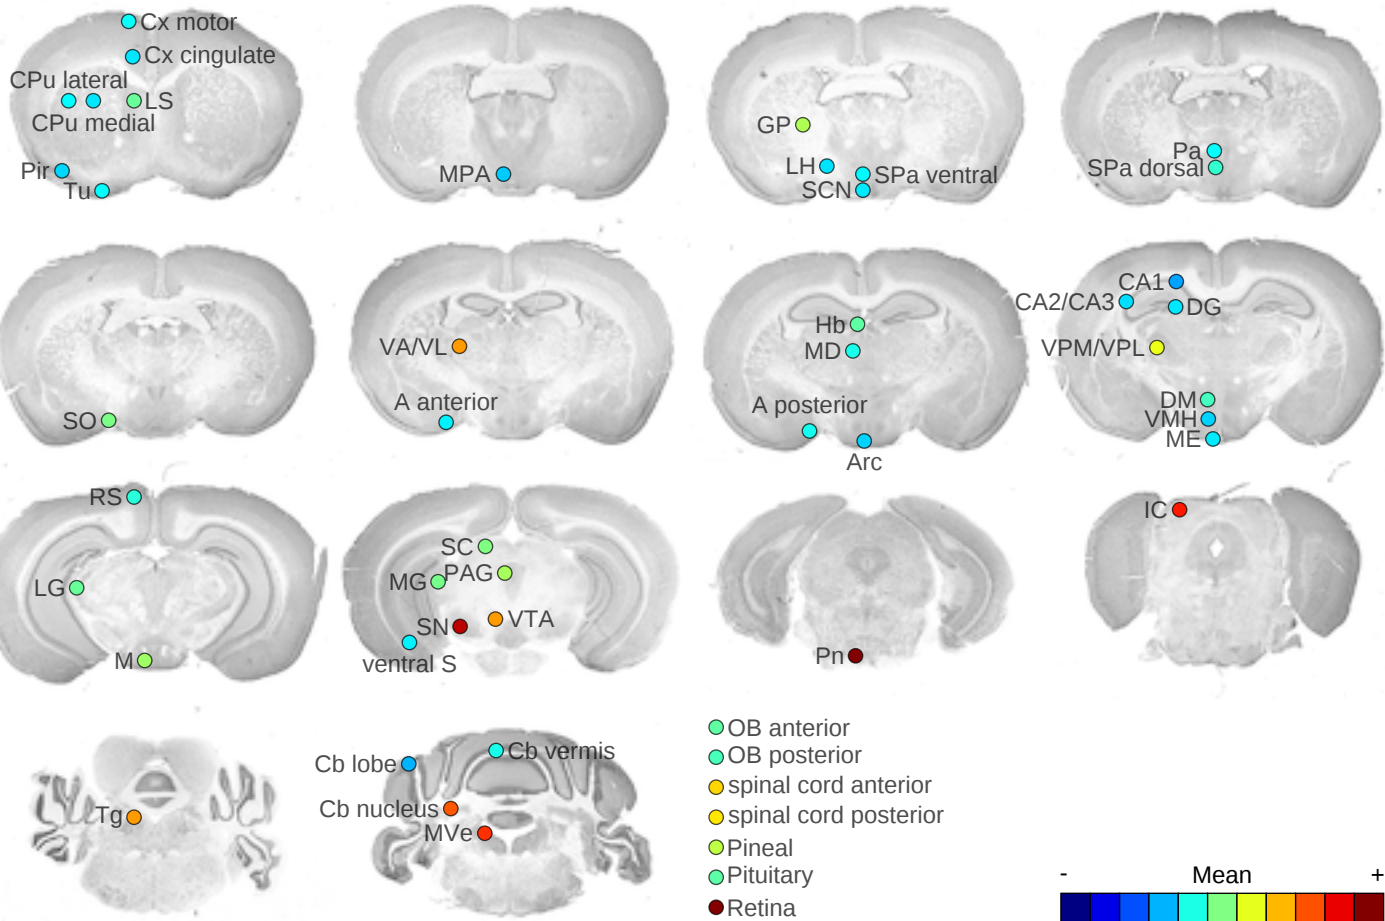 Cx motor
Cx cingulate
CPu lateral
LS
CPu medial
Pir
Tu
MPA
GP
LH
SPa ventral
SCN
Pa
SPa dorsal
SO
VA/VL
A anterior
Hb
MD
A posterior
Arc
CA1
CA2/CA3
DG
VPM/VPL
DM
VMH
ME
RS
LG
M
SC
MG
PAG
SN
VTA
ventral S
Pn
IC
Tg
Cb lobe
Cb vermis
Cb nucleus
MVe
OB anterior
OB posterior
spinal cord anterior
spinal cord posterior
Pineal
Pituitary
Retina
- Mean +